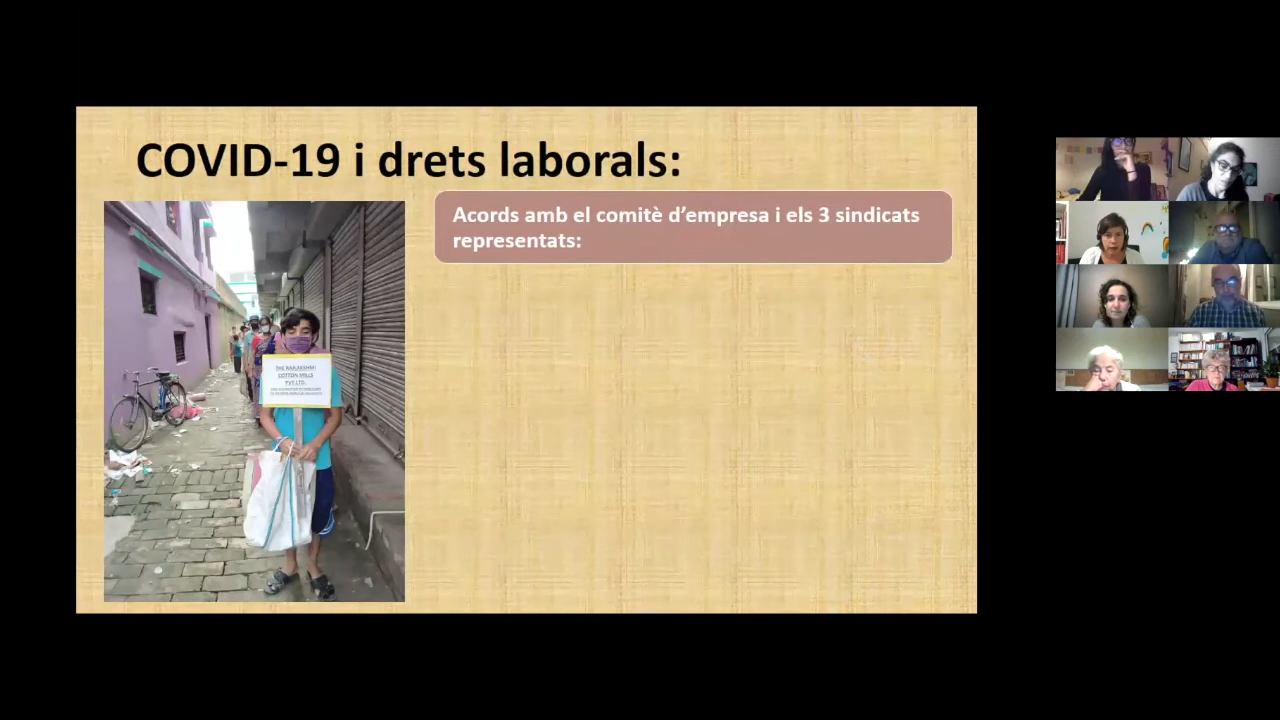 COVID-19 i drets laborals:
Acords amb el comitè d’empresa i els 3 sindicats
representats:
COTTON MILLS
PVT.LTD.